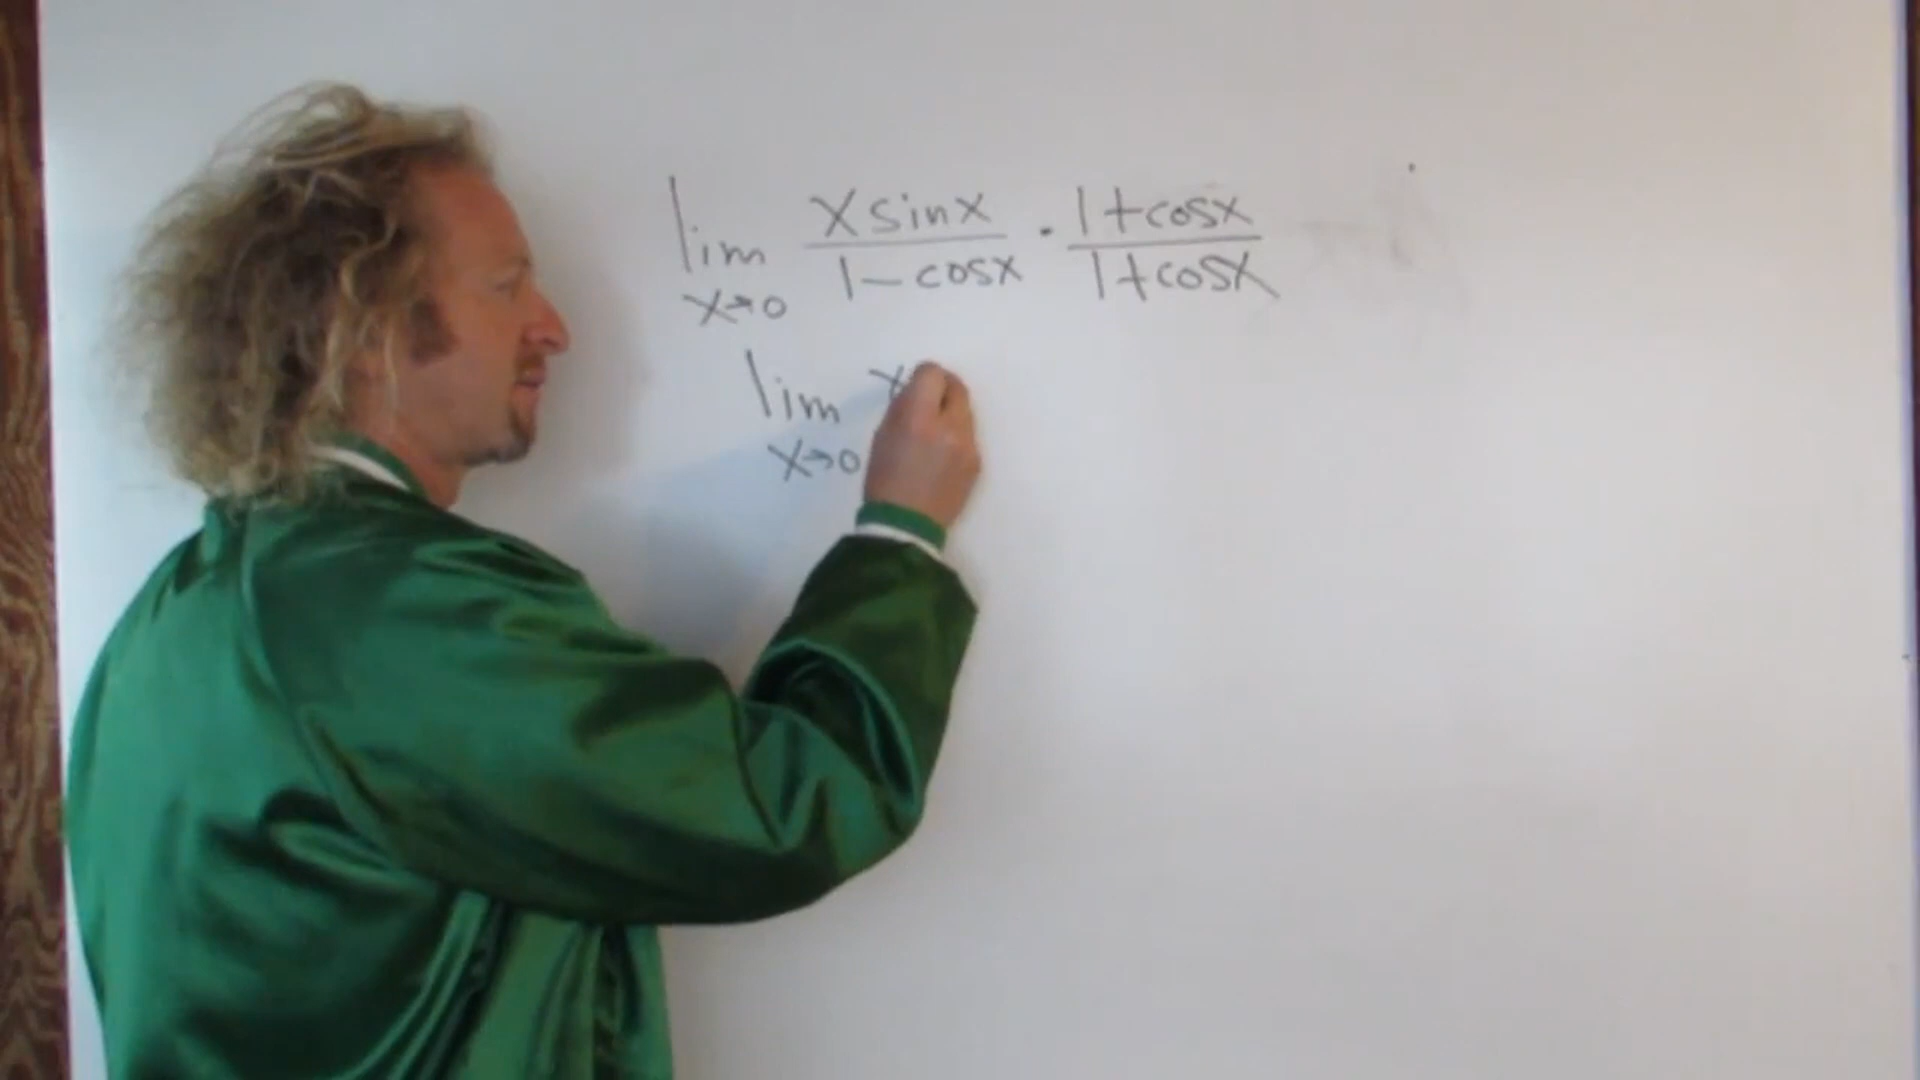 lim x→0 x sin x / 1 - cos x · 1 + cos x / 1 + cos x
lim x→0 x